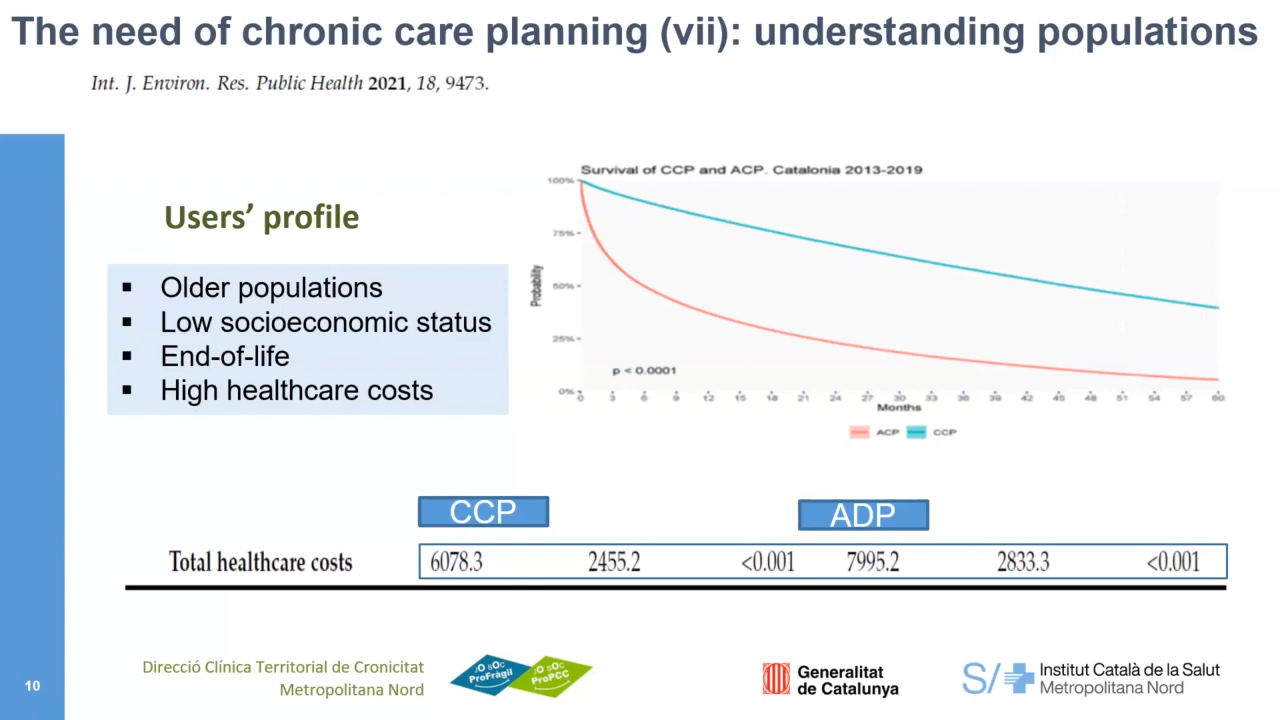 The need of chronic care planning (vii): understanding populations
Int. J. Environ. Res. Public Health 2021, 18, 9473.
Users’ profile
▪ Older populations
▪ Low socioeconomic status
▪ End-of-life
▪ High healthcare costs
Survival of CCP and ACP. Catalonia 2013-2019
Probability
100%
75%
50%
25%
0%
p < 0.0001
0 3 6 9 12 15 18 21 24 27 30 33 36 39 42 45 48 51 54 57 60
Months
ACP CCP
CCP ADP
Total healthcare costs 6078.3 2455.2 <0.001 7995.2 2833.3 <0.001
10
Direcció Clínica Territorial de Cronicitat
Metropolitana Nord
JO SOC
ProFràgil
JO SOC
ProPCC
Generalitat
de Catalunya
S/
Institut Català de la Salut
Metropolitana Nord